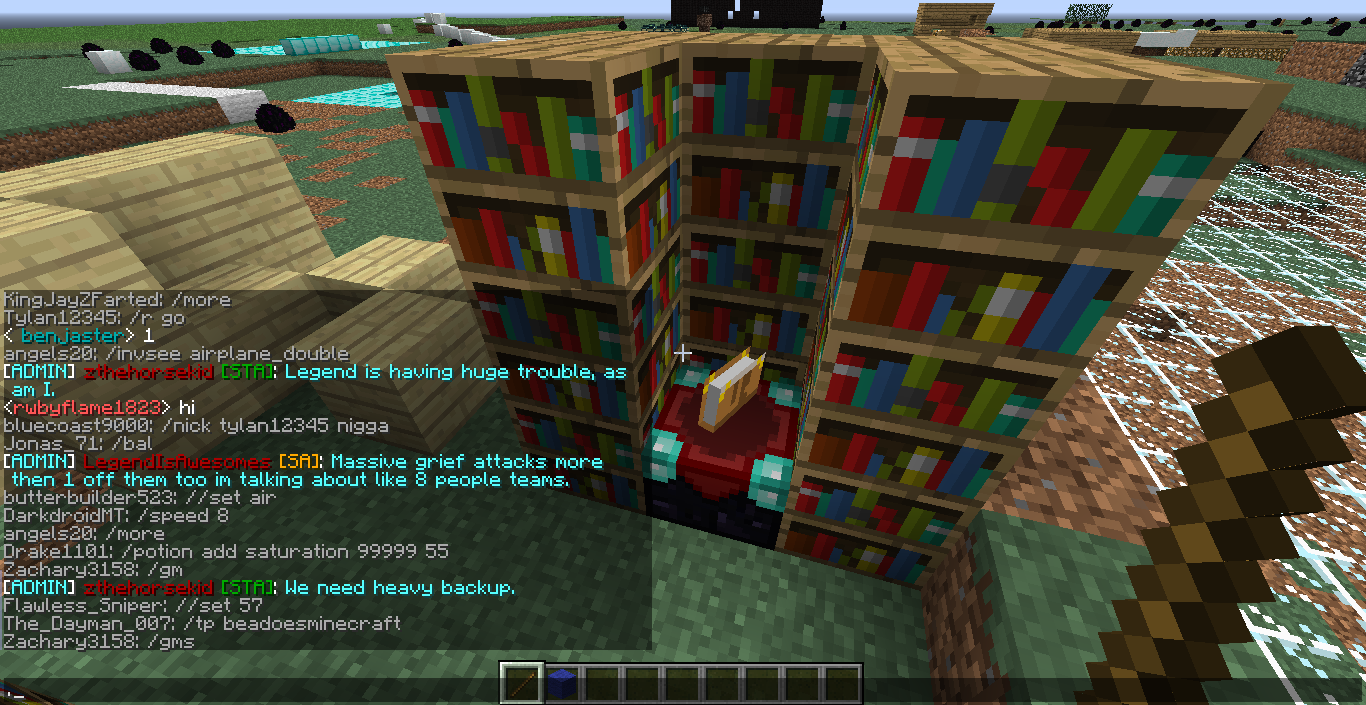 KingJayZFarted: /more
Tylan12345: /r go
< benjaster> 1
angels20: /invsee airplane_double
[ADMIN] zthehorsekid [STA]: Legend is having huge trouble, as
am I.
<rwbyflame1823> hi
bluecoast9000: /nick tylan12345 nigga
Jonas_71: /bal
[ADMIN] LegendIsAwesomes [SA]: Massive grief attacks more
then 1 off them too im talking about like 8 people teams.
butterbuilder523: //set air
DarkdroidMT: /speed 8
angels20: /more
Drake1101: /potion add saturation 99999 55
Zachary3158: /gm
[ADMIN] zthehorsekid [STA]: We need heavy backup.
Flawless_Sniper: //set 57
The_Dayman_007: /tp beadoesminecraft
Zachary3158: /gms
'_